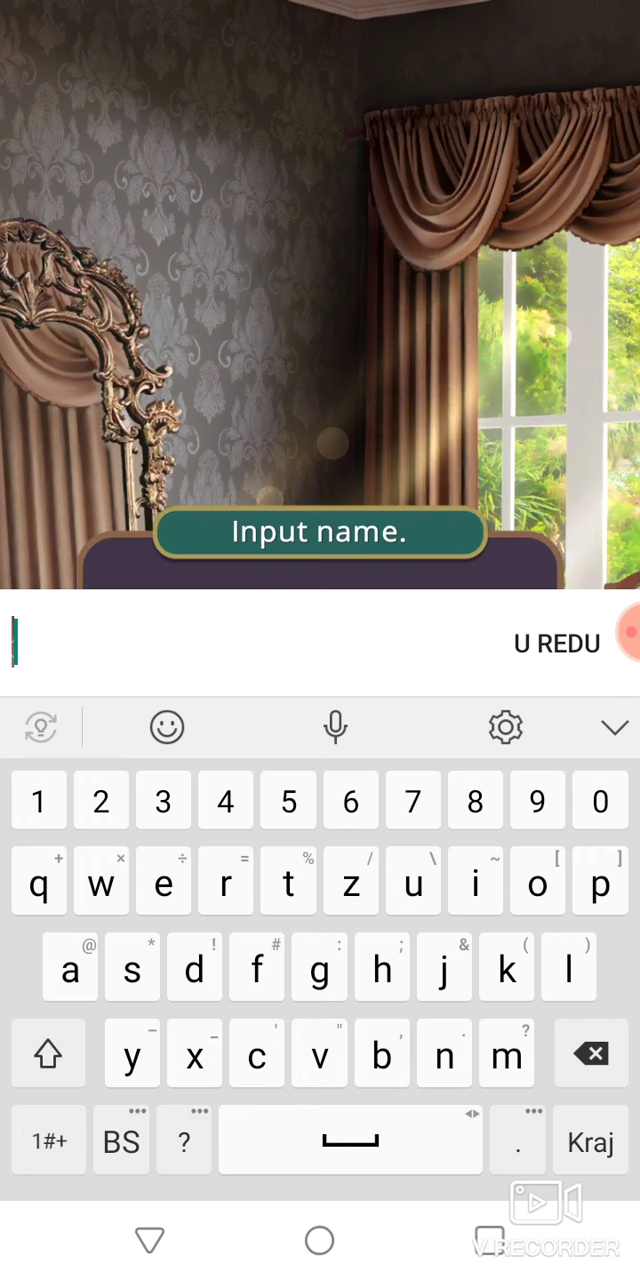 Input name.
U REDU
1 2 3 4 5 6 7 8 9 0
+ × ÷ = % / \ ~ [ ]
q w e r t z u i o p
@ * ! # : ; & ( )
a s d f g h j k l
– _ ' " , . ?
y x c v b n m
1#+ BS ? . Kraj
V RECORDER